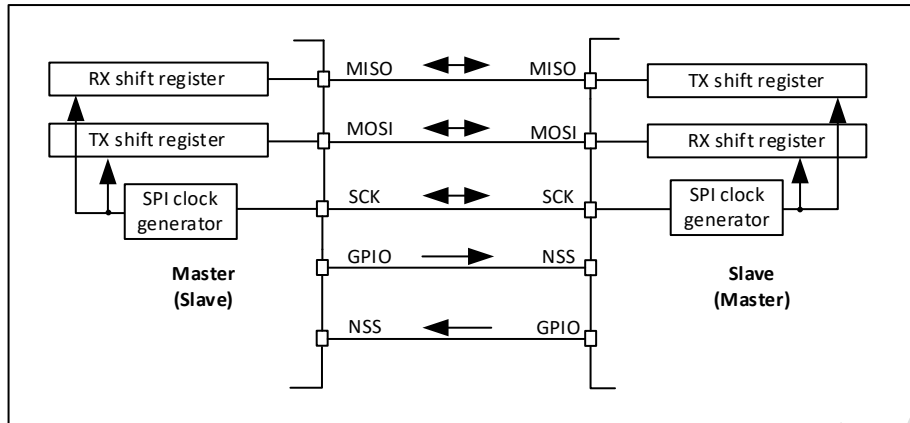 RX shift register
MISO
MISO
TX shift register
TX shift register
MOSI
MOSI
RX shift register
SPI clock
generator
SCK
SCK
SPI clock
generator
Master
(Slave)
GPIO
NSS
Slave
(Master)
NSS
GPIO